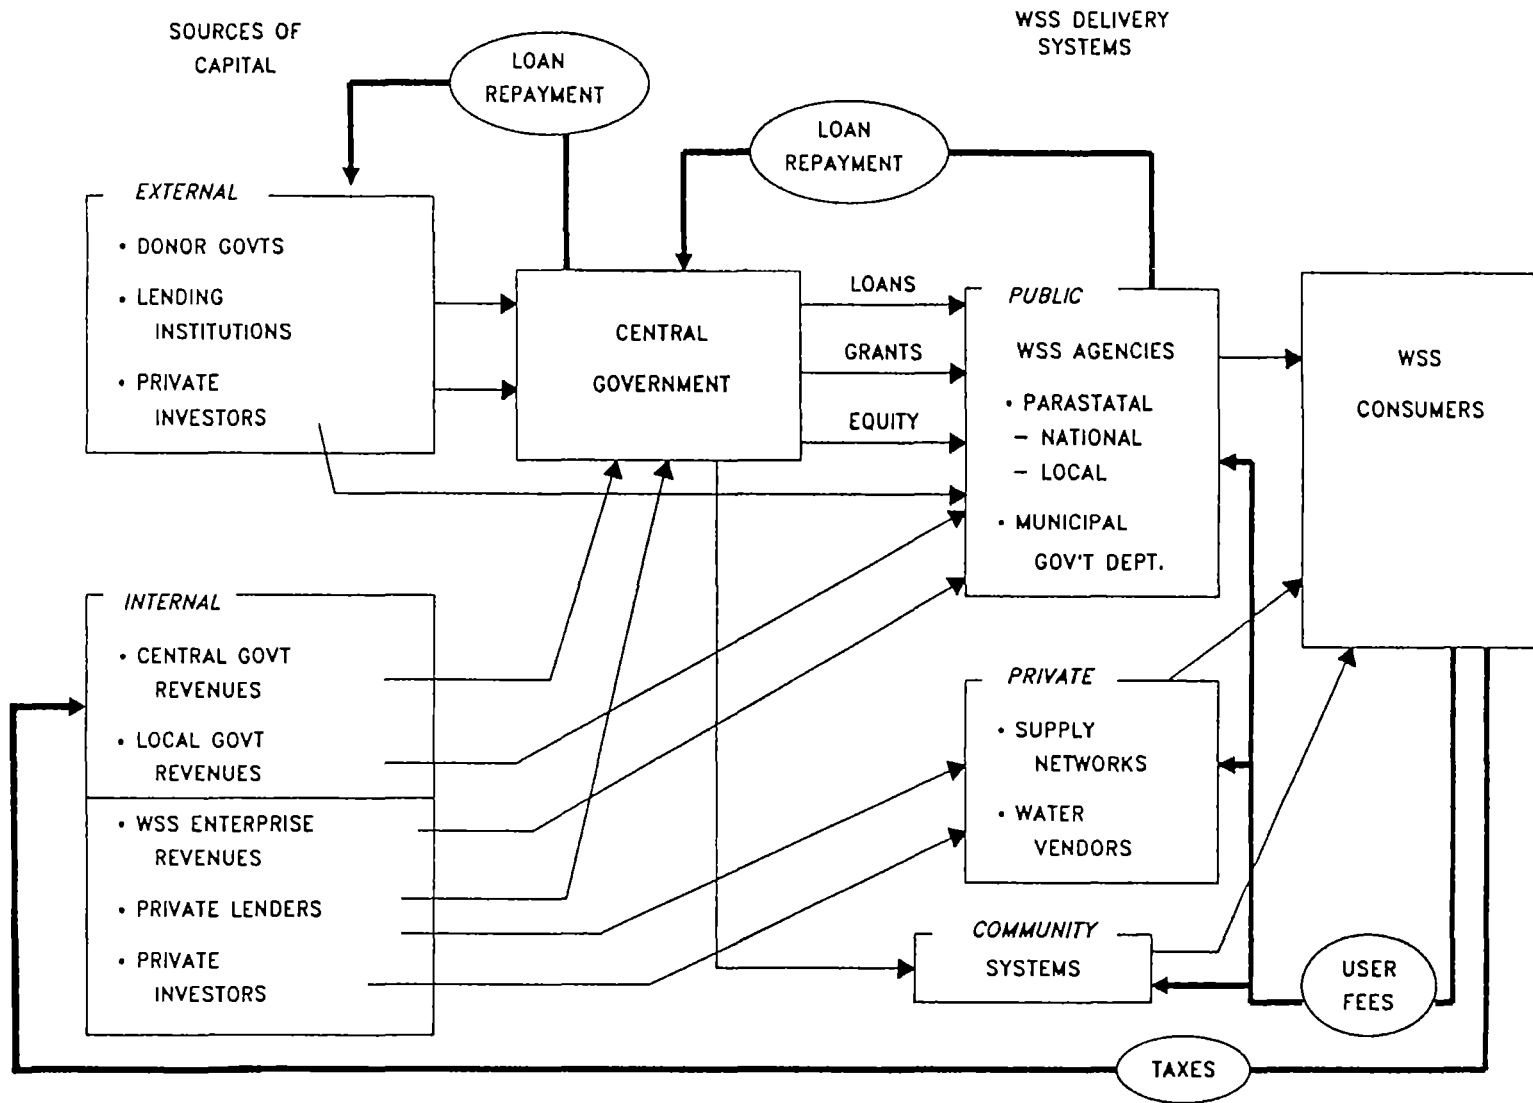 SOURCES OF
CAPITAL
WSS DELIVERY
SYSTEMS
LOAN
REPAYMENT
LOAN
REPAYMENT
EXTERNAL
• DONOR GOVTS
• LENDING
INSTITUTIONS
• PRIVATE
INVESTORS
CENTRAL
GOVERNMENT
LOANS
GRANTS
EQUITY
PUBLIC
WSS AGENCIES
• PARASTATAL
– NATIONAL
– LOCAL
• MUNICIPAL
GOV'T DEPT.
WSS
CONSUMERS
INTERNAL
• CENTRAL GOVT
REVENUES
• LOCAL GOVT
REVENUES
• WSS ENTERPRISE
REVENUES
• PRIVATE LENDERS
• PRIVATE
INVESTORS
PRIVATE
• SUPPLY
NETWORKS
• WATER
VENDORS
COMMUNITY
SYSTEMS
USER
FEES
TAXES